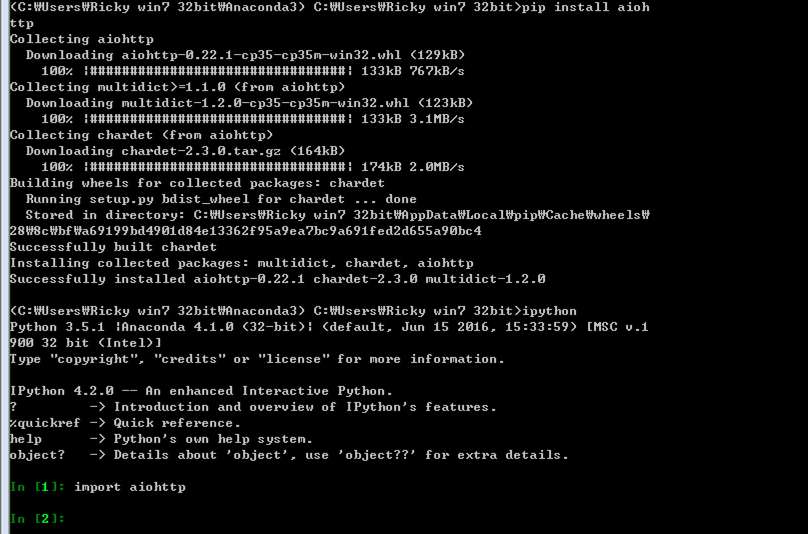 (C:₩Users₩Ricky win7 32bit₩Anaconda3) C:₩Users₩Ricky win7 32bit>pip install aioh
ttp
Collecting aiohttp
  Downloading aiohttp-0.22.1-cp35-cp35m-win32.whl (129kB)
    100% |################################| 133kB 767kB/s
Collecting multidict>=1.1.0 (from aiohttp)
  Downloading multidict-1.2.0-cp35-cp35m-win32.whl (123kB)
    100% |################################| 133kB 3.1MB/s
Collecting chardet (from aiohttp)
  Downloading chardet-2.3.0.tar.gz (164kB)
    100% |################################| 174kB 2.0MB/s
Building wheels for collected packages: chardet
  Running setup.py bdist_wheel for chardet ... done
  Stored in directory: C:₩Users₩Ricky win7 32bit₩AppData₩Local₩pip₩Cache₩wheels₩
28₩8c₩bf₩a69199bd4901d84e13362f95a9ea7bc9a691fed2d655a90bc4
Successfully built chardet
Installing collected packages: multidict, chardet, aiohttp
Successfully installed aiohttp-0.22.1 chardet-2.3.0 multidict-1.2.0

(C:₩Users₩Ricky win7 32bit₩Anaconda3) C:₩Users₩Ricky win7 32bit>ipython
Python 3.5.1 |Anaconda 4.1.0 (32-bit)| (default, Jun 15 2016, 15:33:59) [MSC v.1
900 32 bit (Intel)]
Type "copyright", "credits" or "license" for more information.

IPython 4.2.0 -- An enhanced Interactive Python.
?         -> Introduction and overview of IPython's features.
%quickref -> Quick reference.
help      -> Python's own help system.
object?   -> Details about 'object', use 'object??' for extra details.

In [1]: import aiohttp

In [2]: